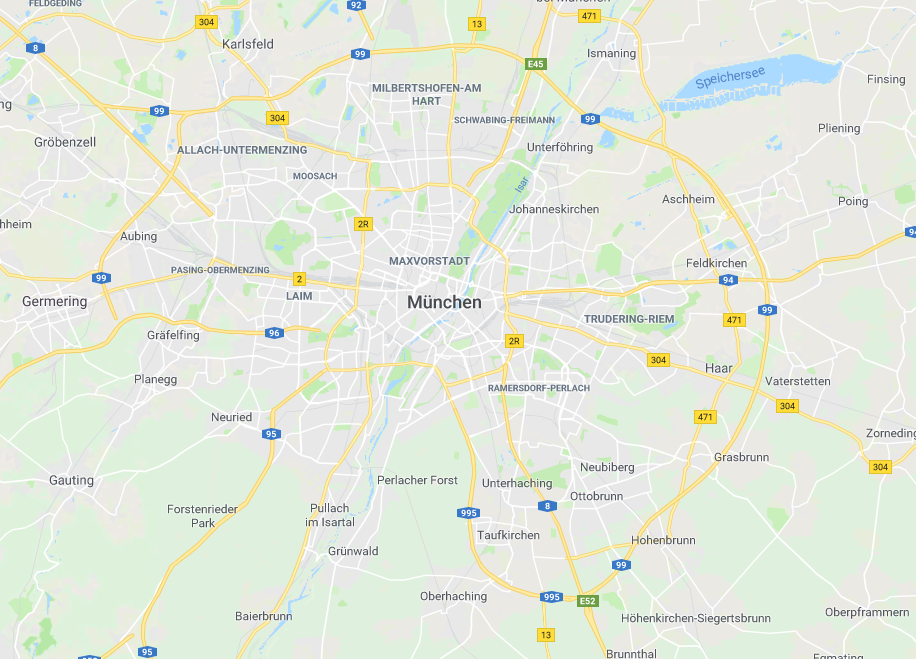 FELDGEDING
92
bei München
304
13
471
8
Karlsfeld
99
Ismaning
E45
Speichersee
Finsing
MILBERTSHOFEN-AM
HART
99
304
SCHWABING-FREIMANN
99
Pliening
Gröbenzell
ALLACH-UNTERMENZING
Unterföhring
MOOSACH
Isar
Aschheim
Poing
Johanneskirchen
2R
Aubing
94
MAXVORSTADT
Feldkirchen
PASING-OBERMENZING
99
2
94
LAIM
Germering
München
99
TRUDERING-RIEM
471
Gräfelfing
96
2R
304
Haar
Planegg
RAMERSDORF-PERLACH
Vaterstetten
304
Neuried
471
95
Zorneding
Grasbrunn
Neubiberg
304
Gauting
Perlacher Forst
Unterhaching
Ottobrunn
Forstenrieder
Park
Pullach
im Isartal
8
995
Taufkirchen
Hohenbrunn
Grünwald
99
Oberhaching
995
E52
Oberpframmern
Baierbrunn
Höhenkirchen-Siegertsbrunn
13
95
Brunnthal
Egmating